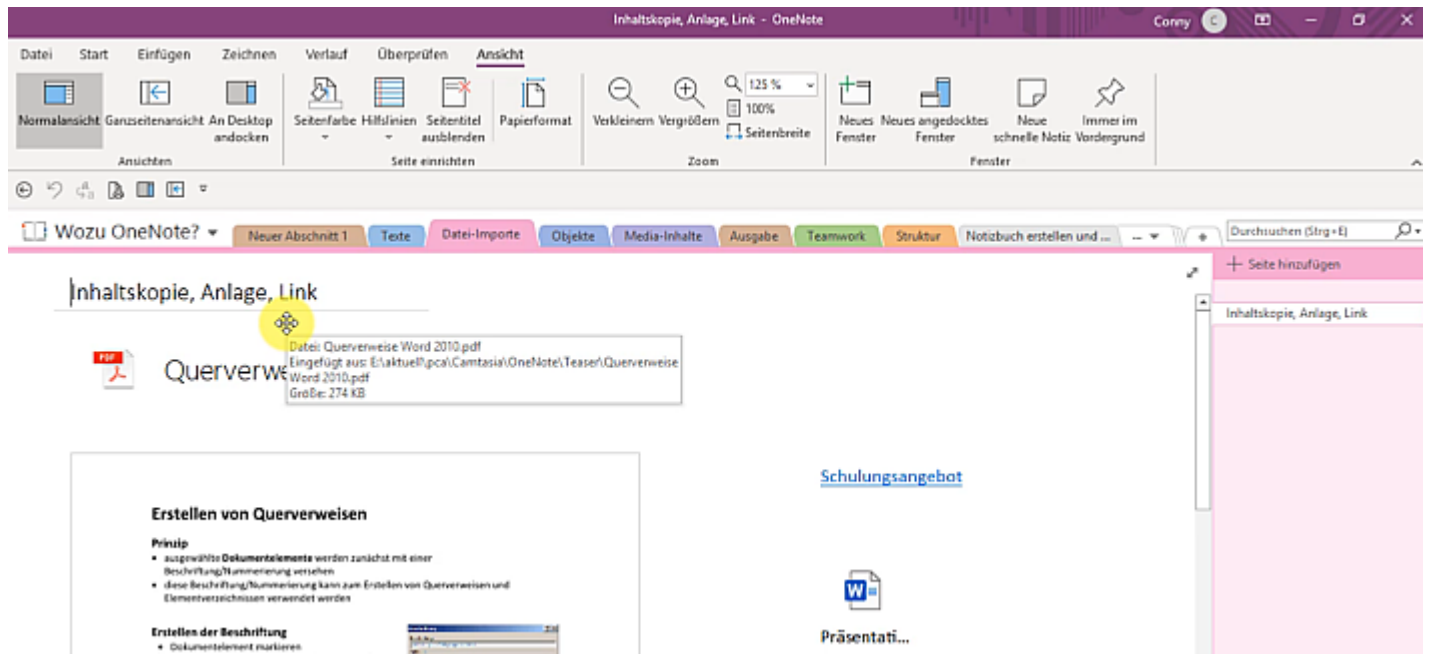 Inhaltskopie, Anlage, Link - OneNote
Conny C
Datei Start Einfügen Zeichnen Verlauf Überprüfen Ansicht
Normalansicht Ganzseitenansicht An Desktop andocken
Ansichten
Seitenfarbe Hilfslinien Seitentitel ausblenden Papierformat
Seite einrichten
Verkleinern Vergrößern 125 % 100% Seitenbreite
Zoom
Neues Fenster Neues angedocktes Fenster Neue schnelle Notiz Immer im Vordergrund
Fenster
Wozu OneNote? Neuer Abschnitt 1 Texte Datei-Importe Objekte Media-Inhalte Ausgabe Teamwork Struktur Notizbuch erstellen und ... ... Durchsuchen (Strg+E)
Seite hinzufügen
Inhaltskopie, Anlage, Link
Inhaltskopie, Anlage, Link
PDF
Querverwe
Datei: Querverweise Word 2010.pdf
Eingefügt aus: E:\aktuell\pca\Camtasia\OneNote\Teaser\Querverweise
Word 2010.pdf
Größe: 274 KB
Schulungsangebot
Erstellen von Querverweisen
Prinzip
• ausgewählte Dokumentelemente werden zunächst mit einer
Beschriftung/Nummerierung versehen
• diese Beschriftung/Nummerierung kann zum Erstellen von Querverweisen und
Elementverzeichnissen verwendet werden
W
Präsentati...
Erstellen der Beschriftung
• Dokumentelement markieren